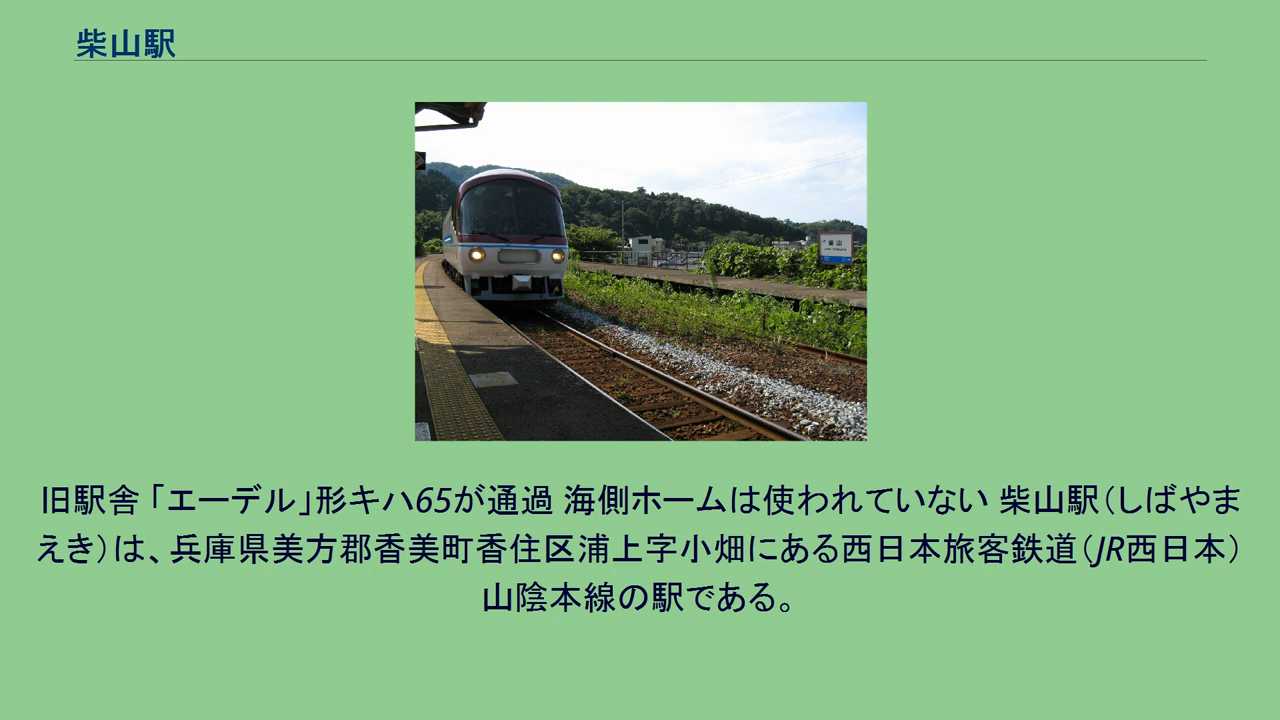 柴山駅
柴山
旧駅舎 「エーデル」形キハ65が通過 海側ホームは使われていない 柴山駅（しばやま
えき）は、兵庫県美方郡香美町香住区浦上字小畑にある西日本旅客鉄道（JR西日本）
山陰本線の駅である。